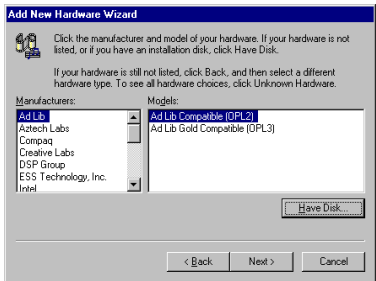 Add New Hardware Wizard
Click the manufacturer and model of your hardware. If your hardware is not
listed, or if you have an installation disk, click Have Disk.
If your hardware is still not listed, click Back, and then select a different
hardware type. To see all hardware choices, click Unknown Hardware.
Manufacturers:
Ad Lib
Aztech Labs
Compaq
Creative Labs
DSP Group
ESS Technology, Inc.
Intel
Models:
Ad Lib Compatible (OPL2)
Ad Lib Gold Compatible (OPL3)
Have Disk...
< Back
Next >
Cancel